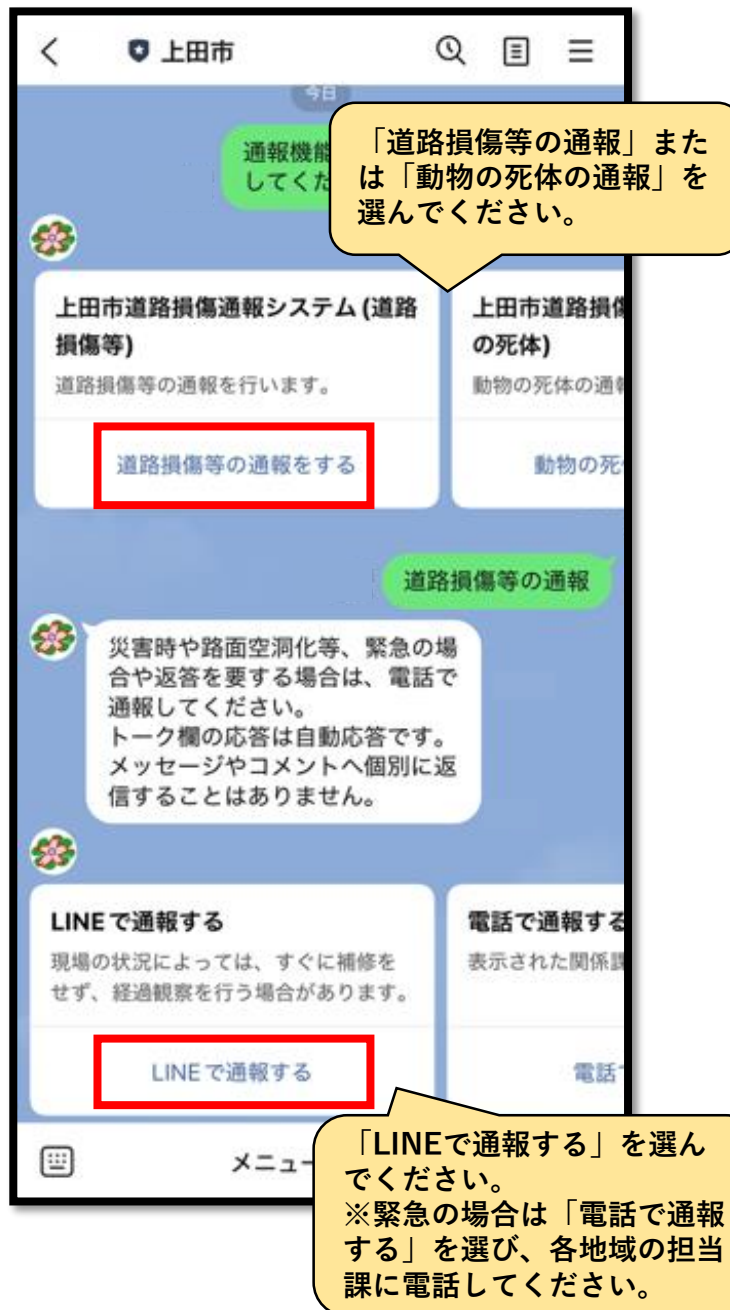 上田市
今日
通報機能
してくだ
「道路損傷等の通報」また
は「動物の死体の通報」を
選んでください。
上田市道路損傷通報システム (道路
損傷等)
道路損傷等の通報を行います。
道路損傷等の通報をする
上田市道路損傷
の死体)
動物の死体の通報
動物の死
道路損傷等の通報
災害時や路面空洞化等、緊急の場
合や返答を要する場合は、電話で
通報してください。
トーク欄の応答は自動応答です。
メッセージやコメントへ個別に返
信することはありません。
LINEで通報する
現場の状況によっては、すぐに補修を
せず、経過観察を行う場合があります。
LINEで通報する
電話で通報する
表示された関係課
電話
メニュー
「LINEで通報する」を選ん
でください。
※緊急の場合は「電話で通報
する」を選び、各地域の担当
課に電話してください。